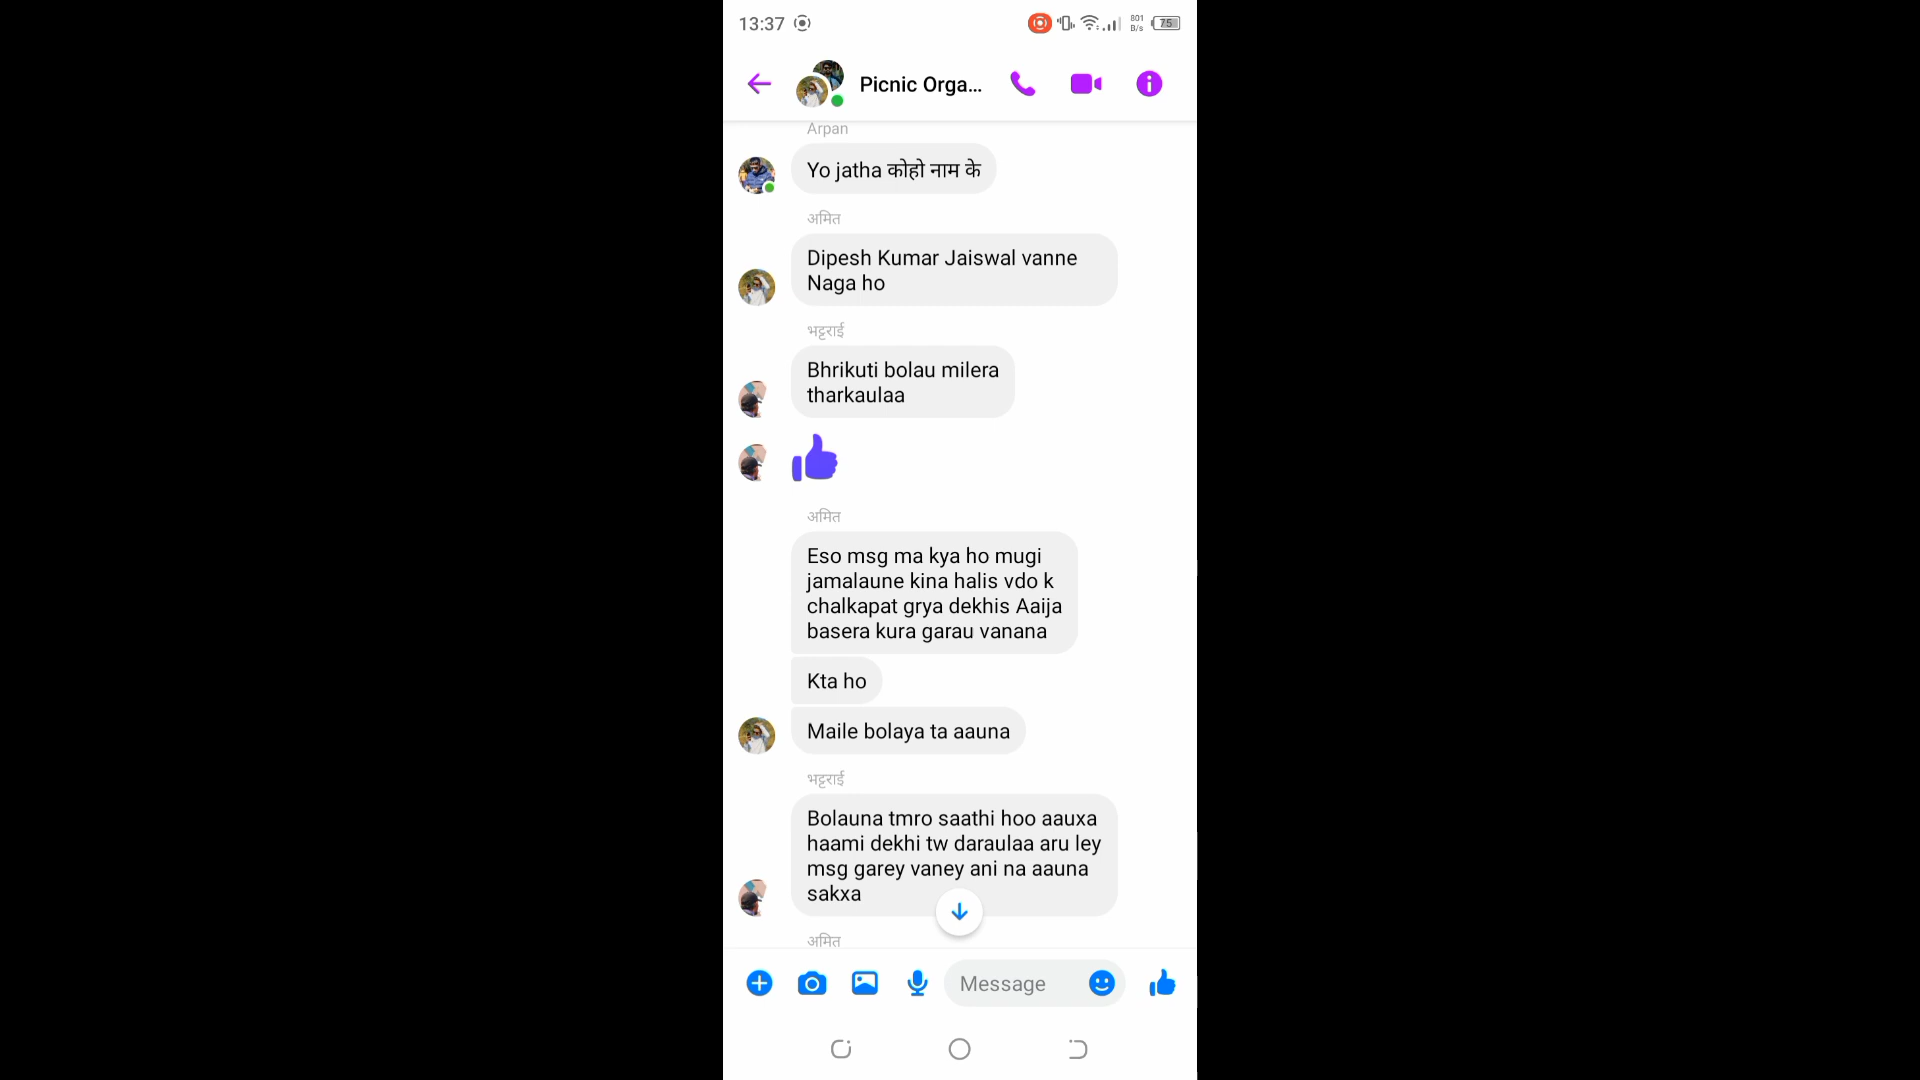 13:37
801
B/s
75
Picnic Orga...
Arpan
Yo jatha कोहो नाम के
अमित
Dipesh Kumar Jaiswal vanne
Naga ho
भट्टराई
Bhrikuti bolau milera
tharkaulaa
अमित
Eso msg ma kya ho mugi
jamalaune kina halis vdo k
chalkapat grya dekhis Aaija
basera kura garau vanana
Kta ho
Maile bolaya ta aauna
भट्टराई
Bolauna tmro saathi hoo aauxa
haami dekhi tw daraulaa aru ley
msg garey vaney ani na aauna
sakxa
अमित
Message